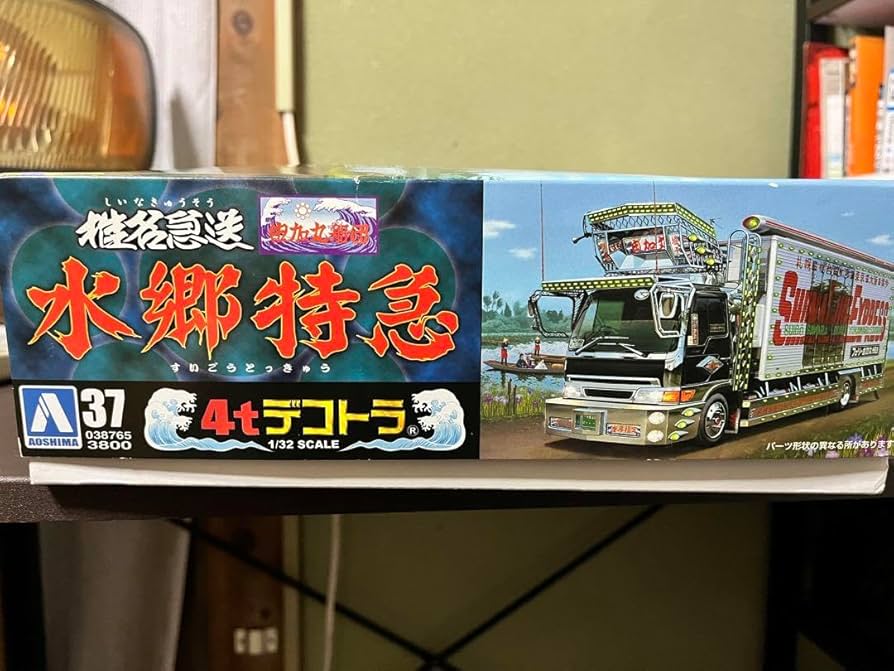 しいなきゅうそう
椎名急送
水郷特急
すいごうとっきゅう
AOSHIMA
37
038765
3800
4tデコトラ®
1/32 SCALE
パーツ形状の異なる所があります